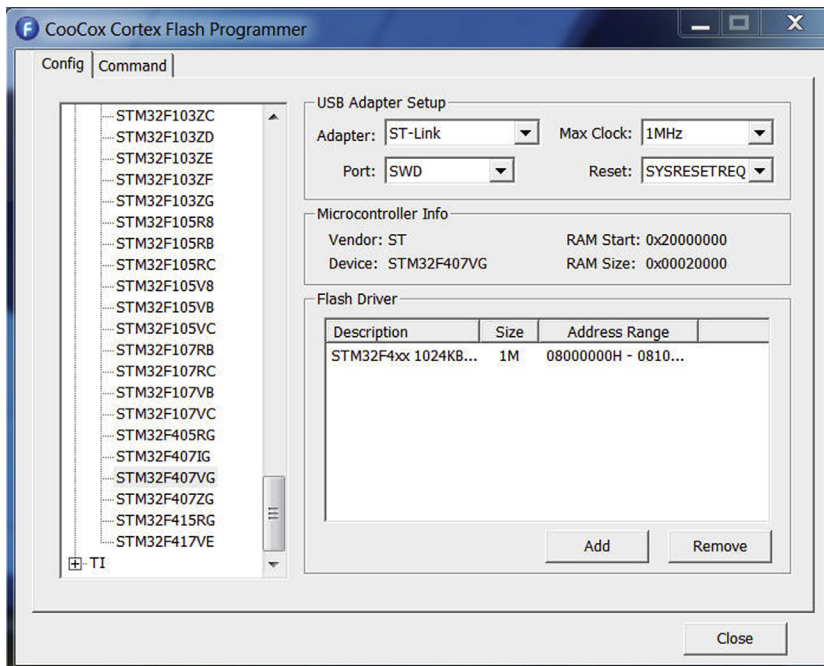 CooCox Cortex Flash Programmer
Config Command
STM32F103ZC
STM32F103ZD
STM32F103ZE
STM32F103ZF
STM32F103ZG
STM32F105R8
STM32F105RB
STM32F105RC
STM32F105V8
STM32F105VB
STM32F105VC
STM32F107RB
STM32F107RC
STM32F107VB
STM32F107VC
STM32F405RG
STM32F407IG
STM32F407VG
STM32F407ZG
STM32F415RG
STM32F417VE
TI
USB Adapter Setup
Adapter: ST-Link Max Clock: 1MHz
Port: SWD Reset: SYSRESETREQ
Microcontroller Info
Vendor: ST RAM Start: 0x20000000
Device: STM32F407VG RAM Size: 0x00020000
Flash Driver
Description Size Address Range
STM32F4xx 1024KB... 1M 08000000H - 0810...
Add Remove
Close